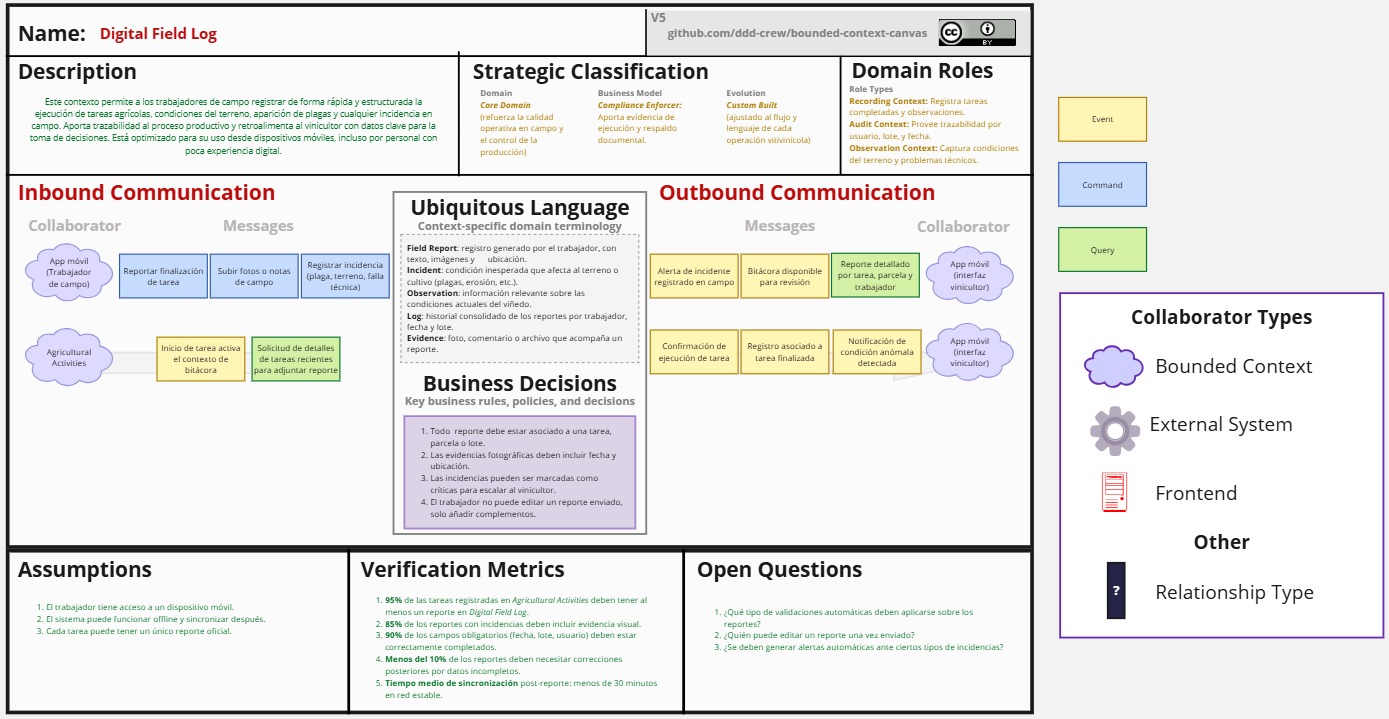 Name: Digital Field Log
V5
github.com/ddd-crew/bounded-context-canvas
cc
BY
Description
Este contexto permite a los trabajadores de campo registrar de forma rápida y estructurada la
ejecución de tareas agrícolas, condiciones del terreno, aparición de plagas y cualquier incidencia en
campo. Aporta trazabilidad al proceso productivo y retroalimenta al vinicultor con datos clave para la
toma de decisiones. Está optimizado para su uso desde dispositivos móviles, incluso por personal con
poca experiencia digital.
Strategic Classification
Domain
Core Domain
(refuerza la calidad
operativa en campo y
el control de la
producción)
Business Model
Compliance Enforcer:
Aporta evidencia de
ejecución y respaldo
documental.
Evolution
Custom Built
(ajustado al flujo y
lenguaje de cada
operación vitivinícola)
Domain Roles
Role Types
Recording Context: Registra tareas
completadas y observaciones.
Audit Context: Provee trazabilidad por
usuario, lote, y fecha.
Observation Context: Captura condiciones
del terreno y problemas técnicos.
Inbound Communication
Collaborator
Messages
App móvil
(Trabajador
de campo)
Reportar finalización
de tarea
Subir fotos o notas
de campo
Registrar incidencia
(plaga, terreno, falla
técnica)
Agricultural
Activities
Inicio de tarea activa
el contexto de
bitácora
Solicitud de detalles
de tareas recientes
para adjuntar reporte
Ubiquitous Language
Context-specific domain terminology
Field Report: registro generado por el trabajador, con
texto, imágenes y ubicación.
Incident: condición inesperada que afecta al terreno o
cultivo (plagas, erosión, etc.).
Observation: información relevante sobre las
condiciones actuales del viñedo.
Log: historial consolidado de los reportes por trabajador,
fecha y lote.
Evidence: foto, comentario o archivo que acompaña un
reporte.
Business Decisions
Key business rules, policies, and decisions
1. Todo reporte debe estar asociado a una tarea,
parcela o lote.
2. Las evidencias fotográficas deben incluir fecha y
ubicación.
3. Las incidencias pueden ser marcadas como
críticas para escalar al vinicultor.
4. El trabajador no puede editar un reporte enviado,
solo añadir complementos.
Outbound Communication
Messages
Collaborator
Alerta de incidente
registrado en campo
Bitácora disponible
para revisión
Reporte detallado
por tarea, parcela y
trabajador
App móvil
(interfaz
vinicultor)
Confirmación de
ejecución de tarea
Registro asociado a
tarea finalizada
Notificación de
condición anómala
detectada
App móvil
(interfaz
vinicultor)
Assumptions
1. El trabajador tiene acceso a un dispositivo móvil.
2. El sistema puede funcionar offline y sincronizar después.
3. Cada tarea puede tener un único reporte oficial.
Verification Metrics
1. 95% de las tareas registradas en Agricultural Activities deben tener al
menos un reporte en Digital Field Log.
2. 85% de los reportes con incidencias deben incluir evidencia visual.
3. 90% de los campos obligatorios (fecha, lote, usuario) deben estar
correctamente completados.
4. Menos del 10% de los reportes deben necesitar correcciones
posteriores por datos incompletos.
5. Tiempo medio de sincronización post-reporte: menos de 30 minutos
en red estable.
Open Questions
1. ¿Qué tipo de validaciones automáticas deben aplicarse sobre los
reportes?
2. ¿Quién puede editar un reporte una vez enviado?
3. ¿Se deben generar alertas automáticas ante ciertos tipos de incidencias?
Event
Command
Query
Collaborator Types
Bounded Context
External System
Frontend
Other
?
Relationship Type